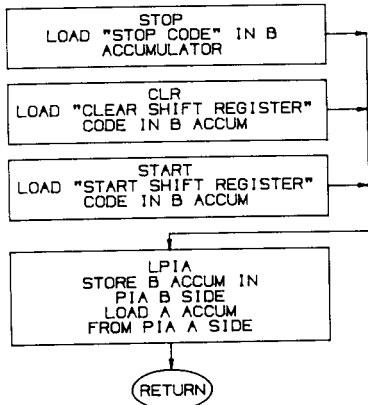 STOP
LOAD "STOP CODE" IN B
ACCUMULATOR
CLR
LOAD "CLEAR SHIFT REGISTER"
CODE IN B ACCUM
START
LOAD "START SHIFT REGISTER"
CODE IN B ACCUM
LPIA
STORE B ACCUM IN
PIA B SIDE
LOAD A ACCUM
FROM PIA A SIDE
RETURN